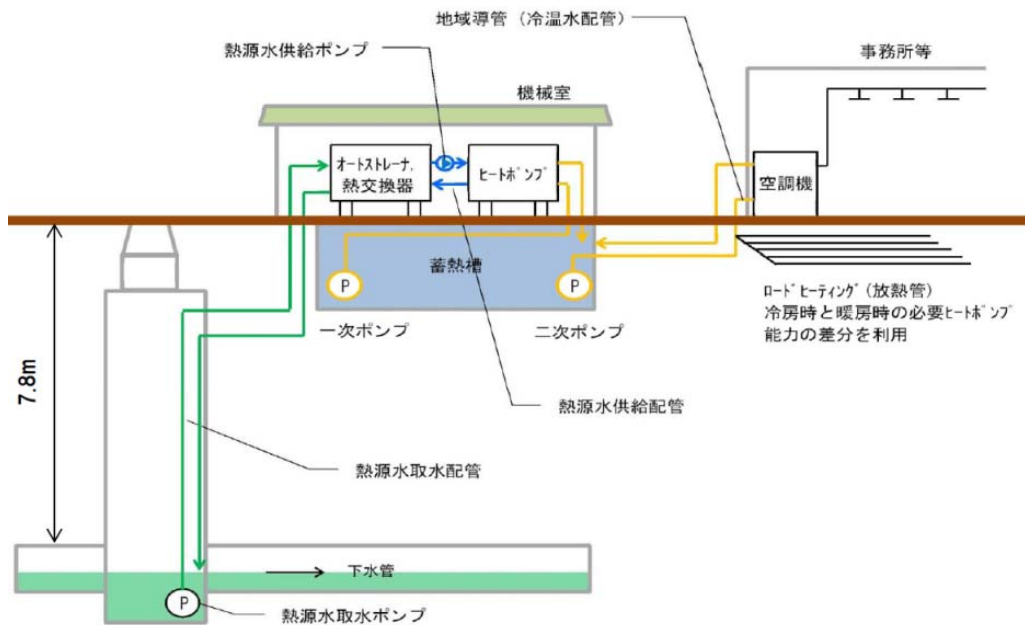 地域導管（冷温水配管）
熱源水供給ポンプ
事務所等
機械室
オートストレーナ,
熱交換器
ヒートポンプ
空調機
蓄熱槽
P
P
一次ポンプ
二次ポンプ
ロードヒーティング（放熱管）
冷房時と暖房時の必要ヒートポンプ
能力の差分を利用
7.8m
熱源水供給配管
熱源水取水配管
下水管
P
熱源水取水ポンプ